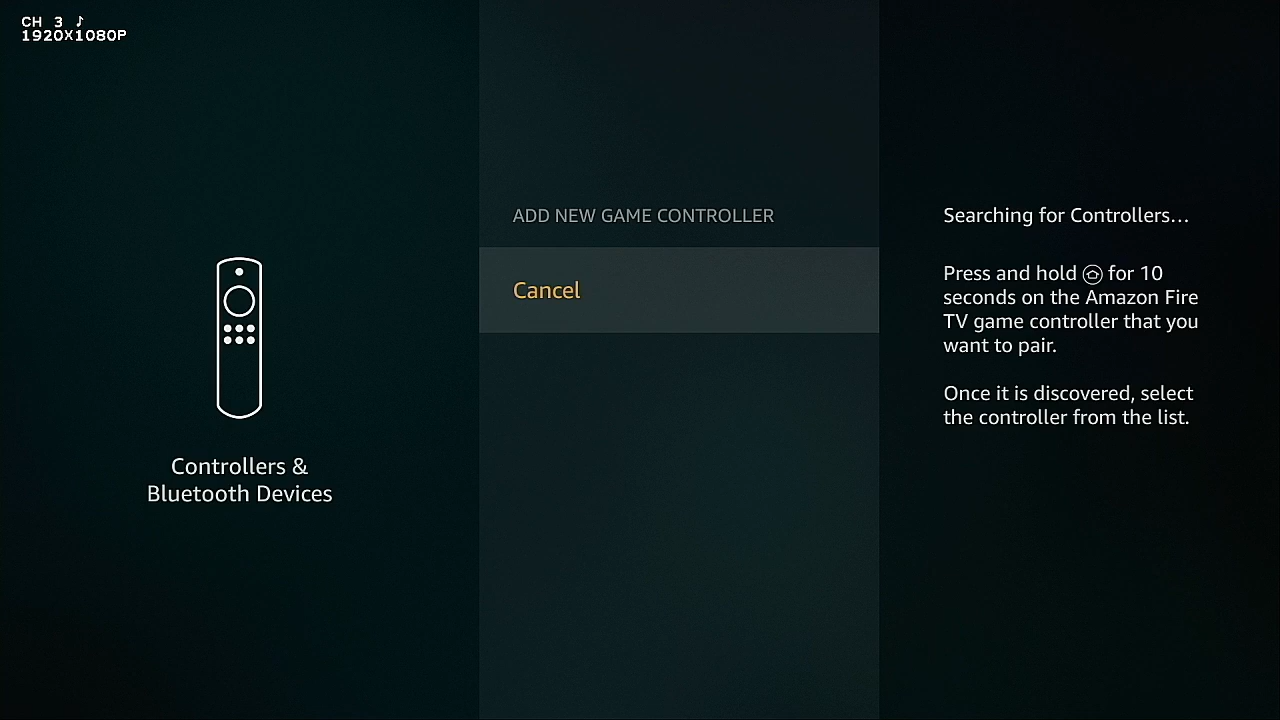 CH 3 ♪
1920X1080P
ADD NEW GAME CONTROLLER
Cancel
Controllers &
Bluetooth Devices
Searching for Controllers...
Press and hold for 10
seconds on the Amazon Fire
TV game controller that you
want to pair.
Once it is discovered, select
the controller from the list.